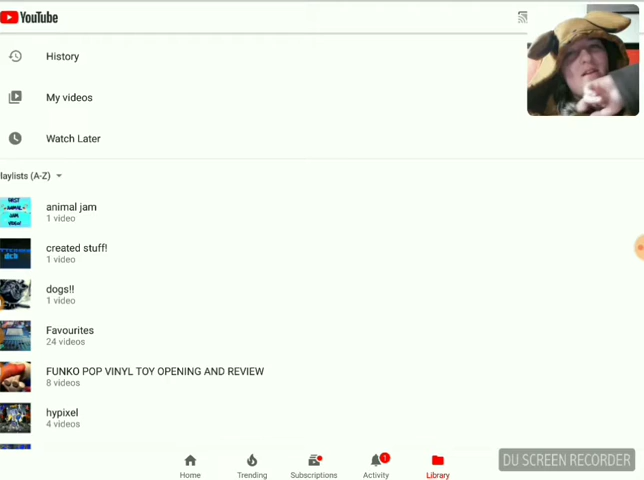 YouTube
History
My videos
Watch Later
laylists (A-Z)
animal jam
1 video
created stuff!
1 video
dogs!!
1 video
Favourites
24 videos
FUNKO POP VINYL TOY OPENING AND REVIEW
8 videos
hypixel
4 videos
1
Home
Trending
Subscriptions
Activity
Library
DU SCREEN RECORDER